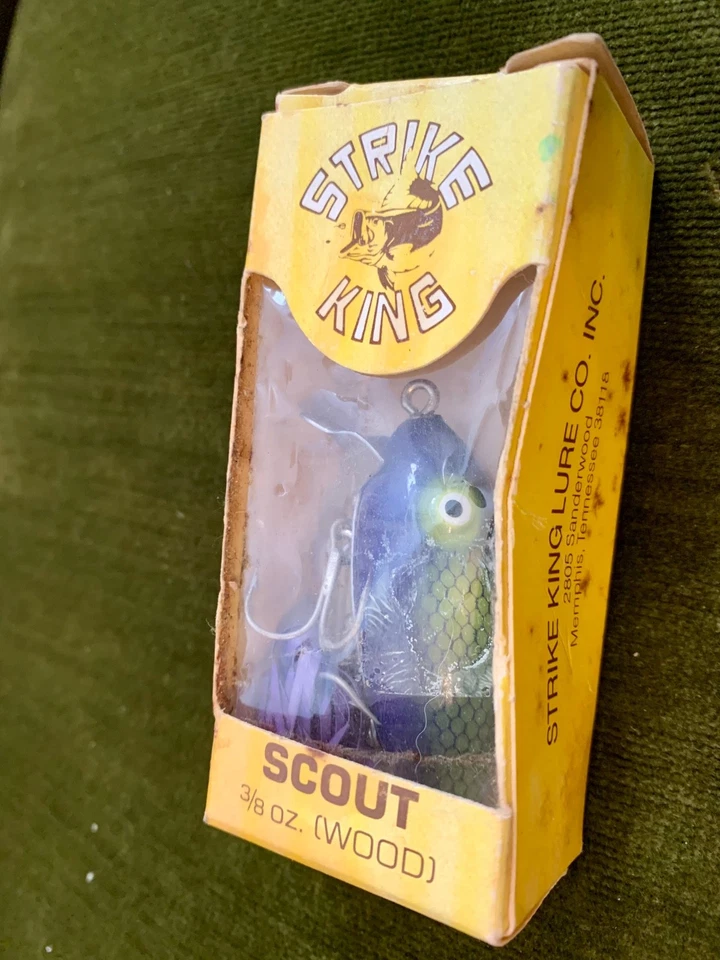 STRIKE
KING
SCOUT
3/8 OZ. (WOOD)
STRIKE KING LURE CO. INC.
2805 Sanderwood
Memphis, Tennessee 38118